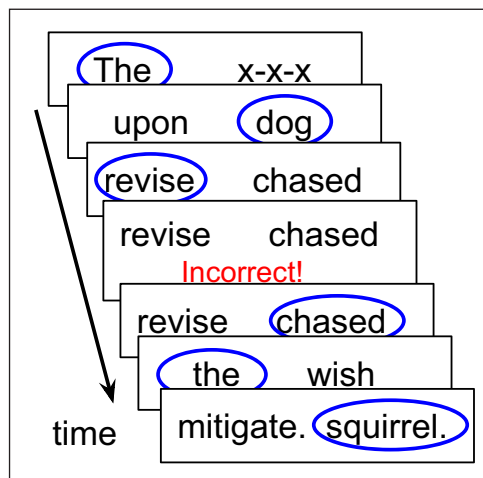 The x-x-x
upon dog
revise chased
revise chased
Incorrect!
revise chased
the wish
mitigate. squirrel.
time